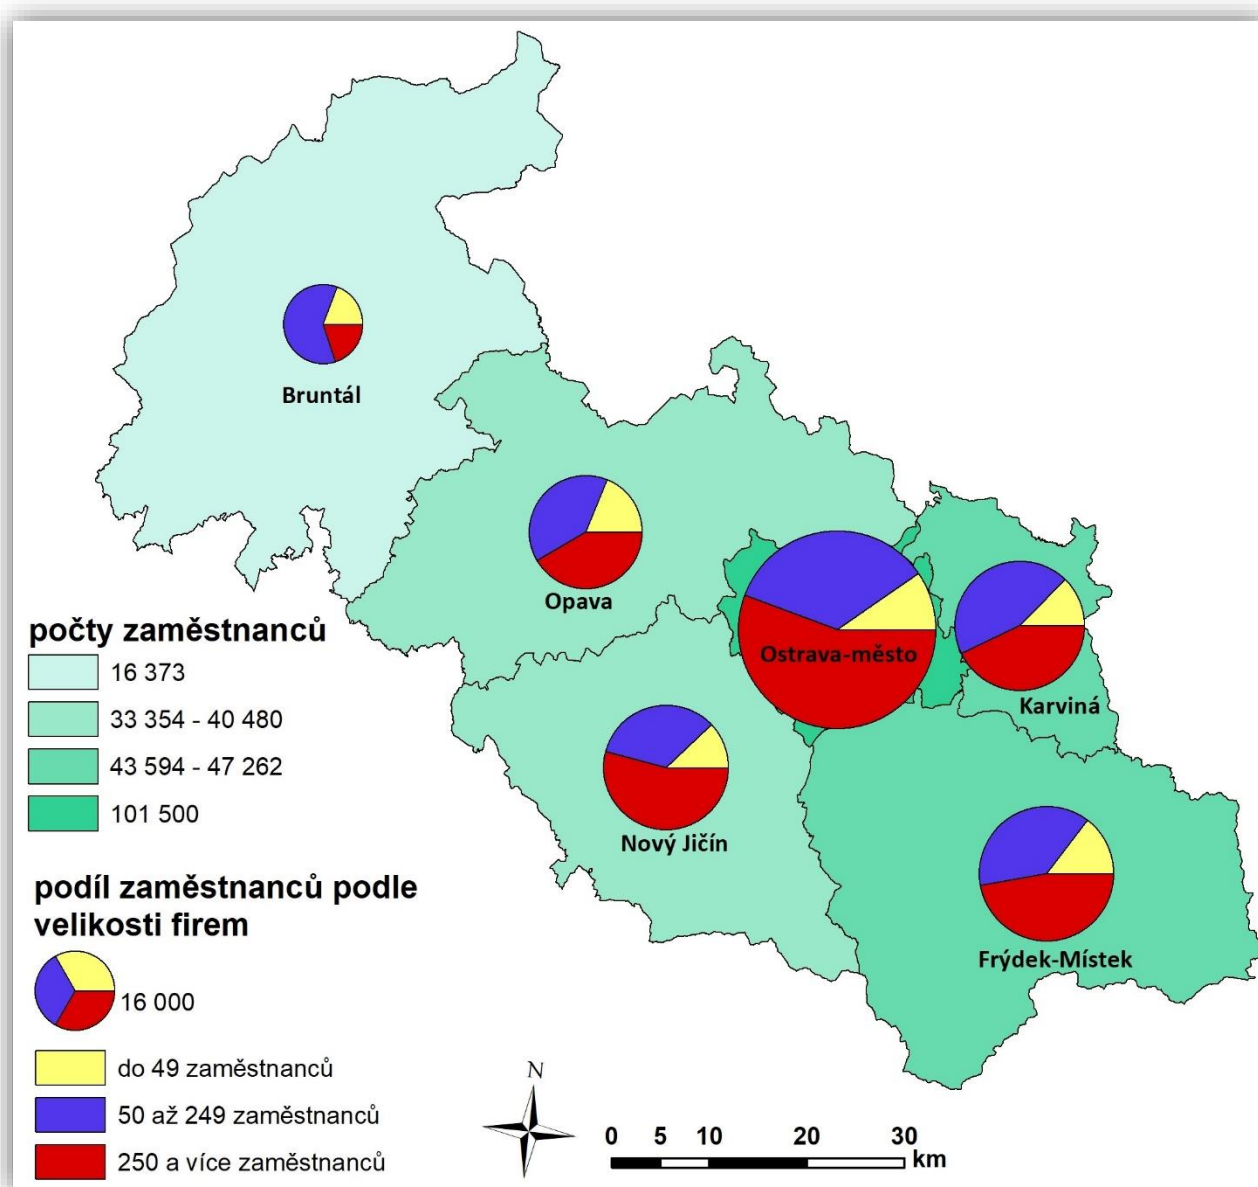 Bruntál
Opava
Ostrava-město
Karviná
Nový Jičín
Frýdek-Místek
počty zaměstnanců
16 373
33 354 - 40 480
43 594 - 47 262
101 500
podíl zaměstnanců podle
velikosti firem
16 000
do 49 zaměstnanců
50 až 249 zaměstnanců
250 a více zaměstnanců
N
0 5 10 20 30
km